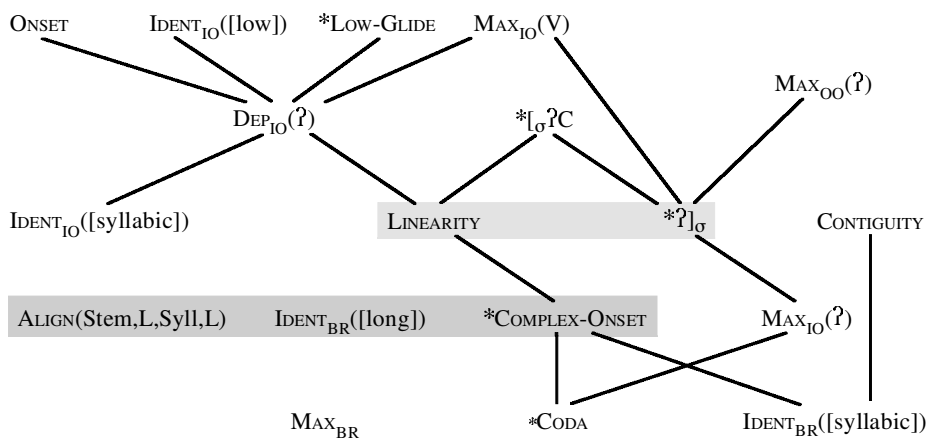 ONSET IDENT_IO([low]) *LOW-GLIDE MAX_IO(V)
MAX_OO(ʔ)
DEP_IO(ʔ) *[_σʔC
IDENT_IO([syllabic]) LINEARITY *ʔ]_σ CONTIGUITY
ALIGN(Stem,L,Syll,L) IDENT_BR([long]) *COMPLEX-ONSET MAX_IO(ʔ)
MAX_BR *CODA IDENT_BR([syllabic])